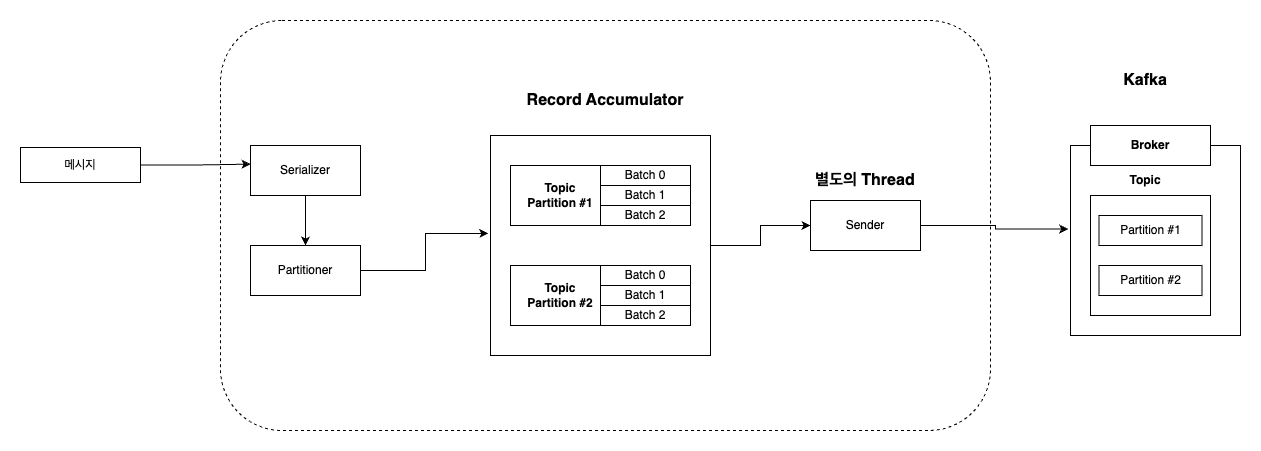 메시지
Serializer
Partitioner
Record Accumulator
Topic
Partition #1
Batch 0
Batch 1
Batch 2
Topic
Partition #2
Batch 0
Batch 1
Batch 2
별도의 Thread
Sender
Kafka
Broker
Topic
Partition #1
Partition #2